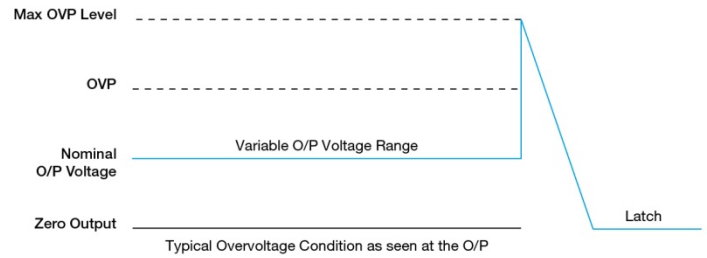 Max OVP Level
OVP
Variable O/P Voltage Range
Nominal
O/P Voltage
Latch
Zero Output
Typical Overvoltage Condition as seen at the O/P